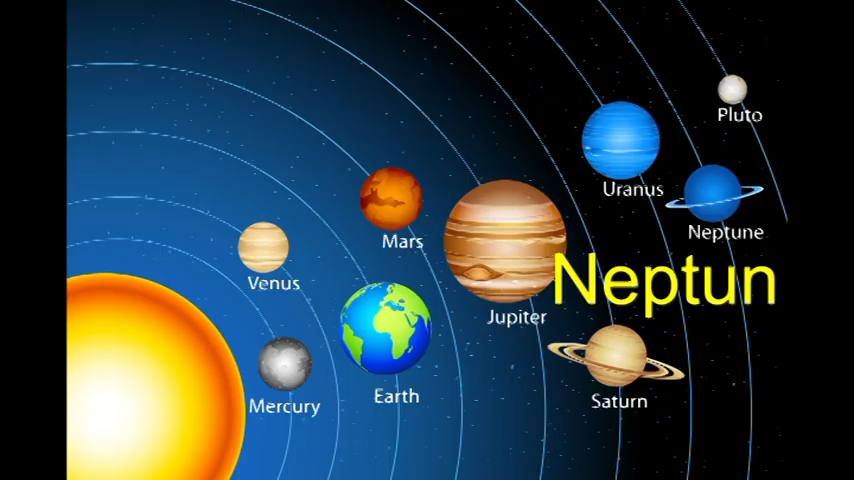 Pluto
Uranus
Neptune
Mars
Venus
Neptun
Jupiter
Earth
Saturn
Mercury